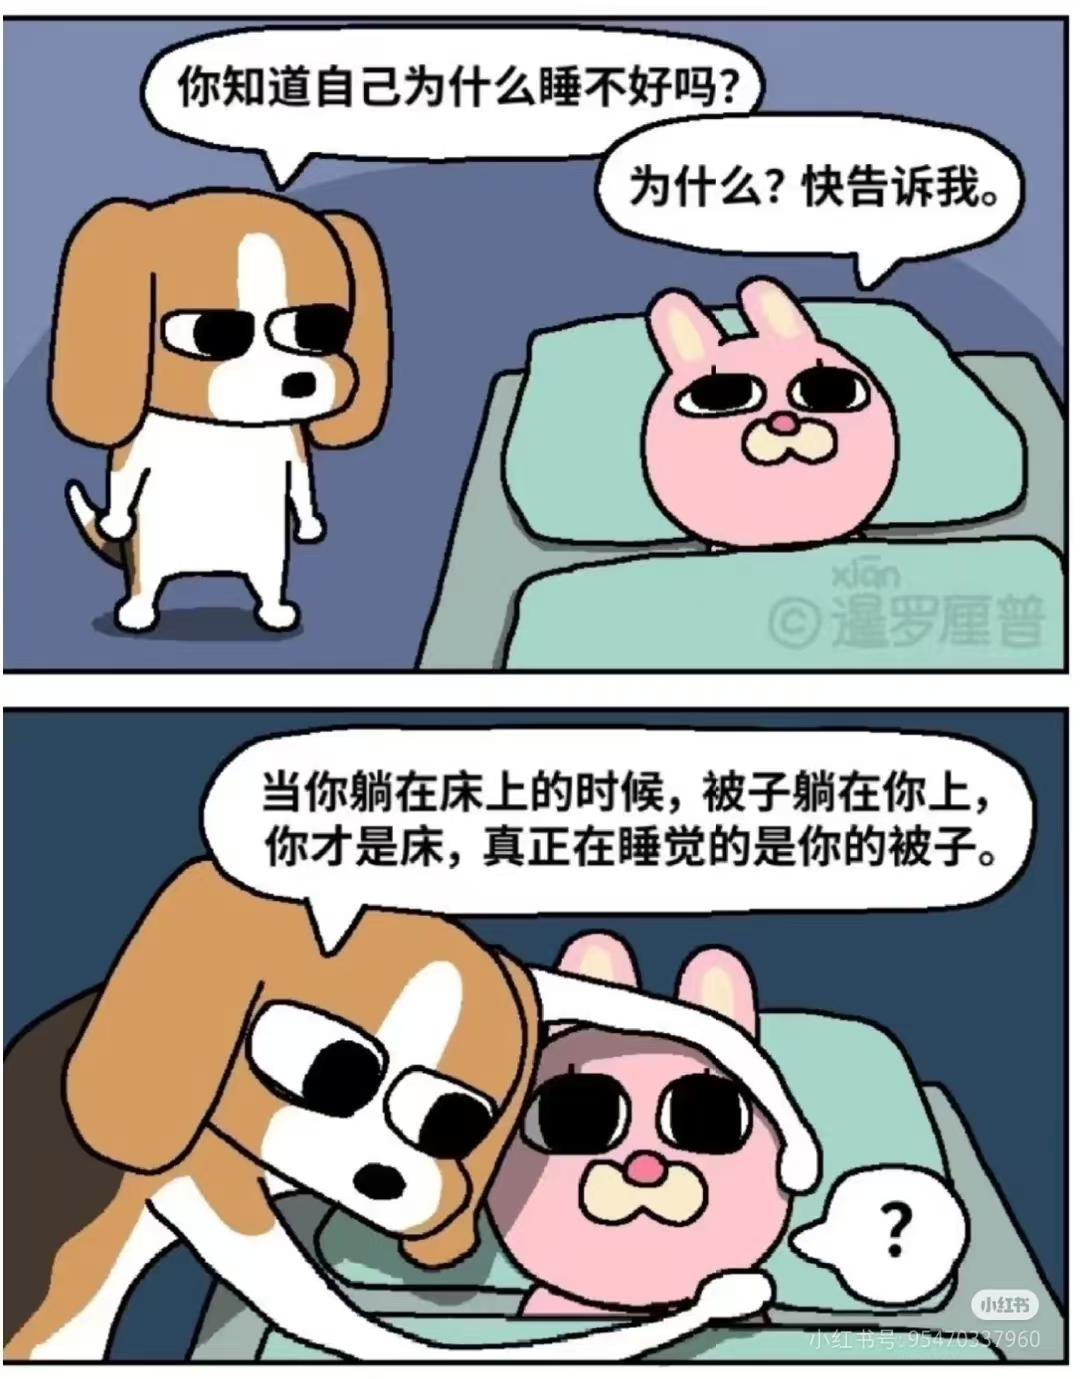 你知道自己为什么睡不好吗？
为什么？快告诉我。
xiān
©暹罗厘普
当你躺在床上的时候，被子躺在你上，
你才是床，真正在睡觉的是你的被子。
？
小红书
小红书号:95470337960